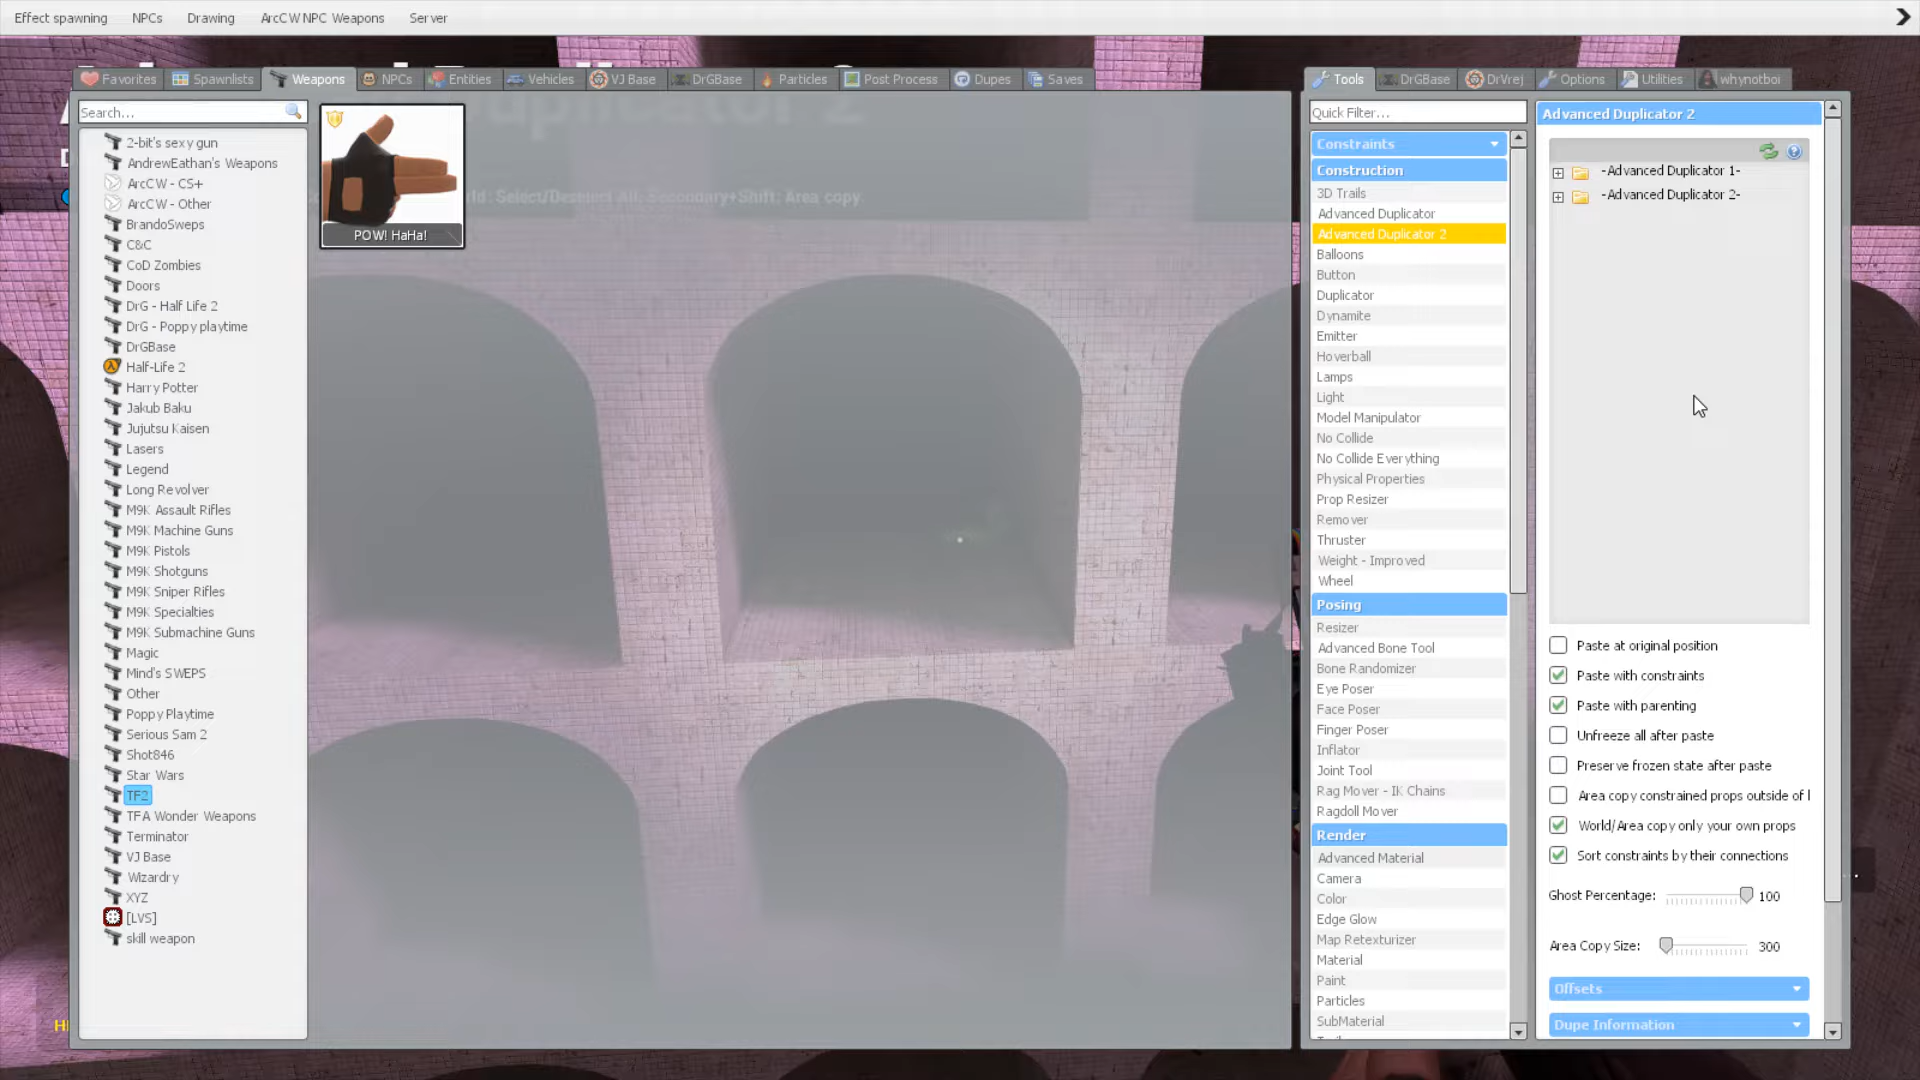 Effect spawning NPCs Drawing ArcCW NPC Weapons Server
Favorites Spawnlists Weapons NPCs Entities Vehicles VJ Base DrGBase Particles Post Process Dupes Saves
Search...
2-bit's sexy gun
AndrewEathan's Weapons
ArcCW - CS+
ArcCW - Other
BrandoSweps
C&C
CoD Zombies
Doors
DrG - Half Life 2
DrG - Poppy playtime
DrGBase
Half-Life 2
Harry Potter
Jakub Baku
Jujutsu Kaisen
Lasers
Legend
Long Revolver
M9K Assault Rifles
M9K Machine Guns
M9K Pistols
M9K Shotguns
M9K Sniper Rifles
M9K Specialties
M9K Submachine Guns
Magic
Mind's SWEPS
Other
Poppy Playtime
Serious Sam 2
Shot846
Star Wars
TF2
TFA Wonder Weapons
Terminator
VJ Base
Wizardry
XYZ
[LVS]
skill weapon
POW! HaHa!
Duplicator 2
ld: Select/Deselect All: Secondary+Shift: Area copy
Tools DrGBase DrVrej Options Utilities whynotboi
Quick Filter...
Constraints
Construction
3D Trails
Advanced Duplicator
Advanced Duplicator 2
Balloons
Button
Duplicator
Dynamite
Emitter
Hoverball
Lamps
Light
Model Manipulator
No Collide
No Collide Everything
Physical Properties
Prop Resizer
Remover
Thruster
Weight - Improved
Wheel
Posing
Resizer
Advanced Bone Tool
Bone Randomizer
Eye Poser
Face Poser
Finger Poser
Inflator
Joint Tool
Rag Mover - IK Chains
Ragdoll Mover
Render
Advanced Material
Camera
Color
Edge Glow
Map Retexturizer
Material
Paint
Particles
SubMaterial
Advanced Duplicator 2
-Advanced Duplicator 1-
-Advanced Duplicator 2-
Paste at original position
Paste with constraints
Paste with parenting
Unfreeze all after paste
Preserve frozen state after paste
Area copy constrained props outside of
World/Area copy only your own props
Sort constraints by their connections
Ghost Percentage: 100
Area Copy Size: 300
Offsets
Dupe Information